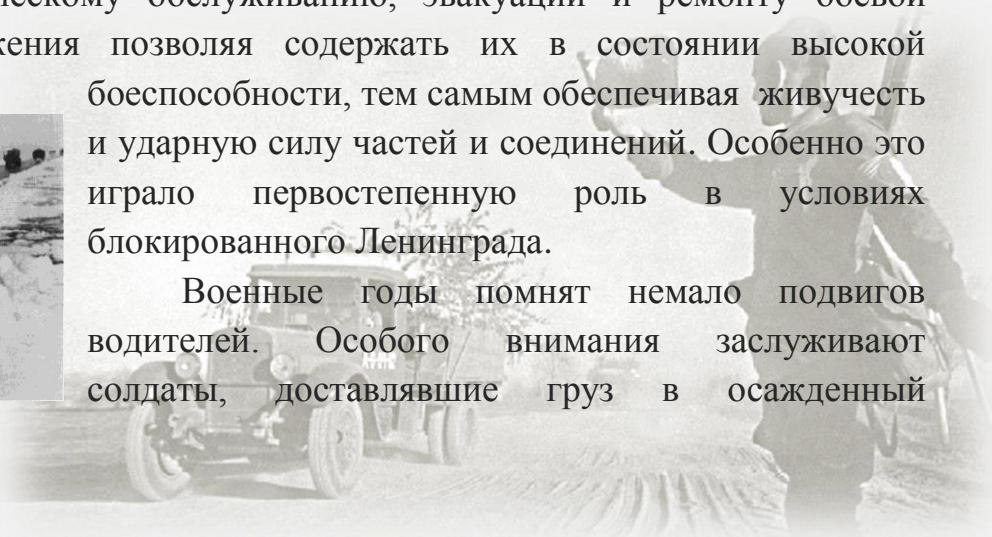 обслуживанию, эвакуации и ремонту боевой
позволяя содержать их в состоянии высокой
боеспособности, тем самым обеспечивая живучесть
и ударную силу частей и соединений. Особенно это
играло первостепенную роль в условиях
блокированного Ленинграда.
Военные годы помнят немало подвигов
водителей. Особого внимания заслуживают
солдаты, доставлявшие груз в осажденный